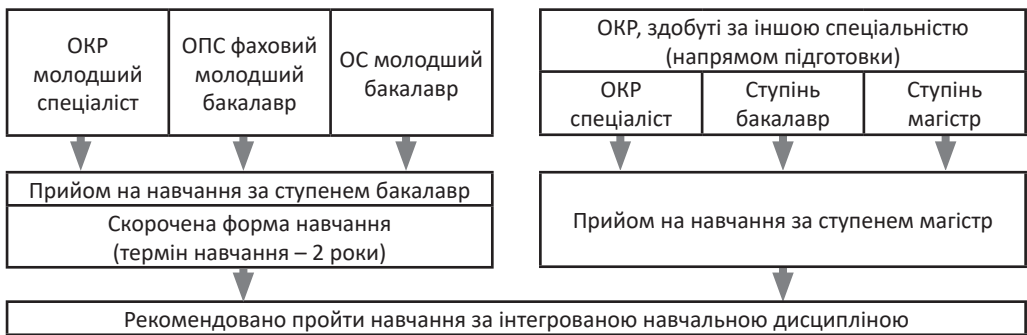 ОКР
молодший
спеціаліст
ОПС фаховий
молодший
бакалавр
ОС молодший
бакалавр
Прийом на навчання за ступенем бакалавр
Скорочена форма навчання
(термін навчання – 2 роки)
ОКР, здобуті за іншою спеціальністю
(напрямом підготовки)
ОКР
спеціаліст
Ступінь
бакалавр
Ступінь
магістр
Прийом на навчання за ступенем магістр
Рекомендовано пройти навчання за інтегрованою навчальною дисципліною